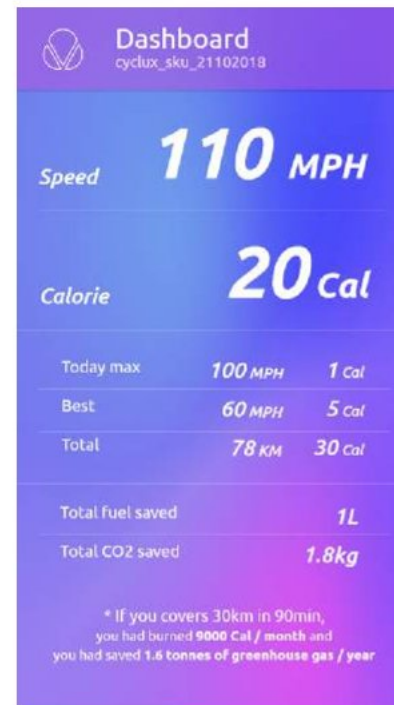 Dashboard
cyclux_sku_21102018
Speed 110 MPH
Calorie 20 Cal
Today max 100 MPH 1 Cal
Best 60 MPH 5 Cal
Total 78 KM 30 Cal
Total fuel saved 1L
Total CO2 saved 1.8kg
* If you covers 30km in 90min,
you had burned 9000 Cal / month and
you had saved 1.6 tonnes of greenhouse gas / year